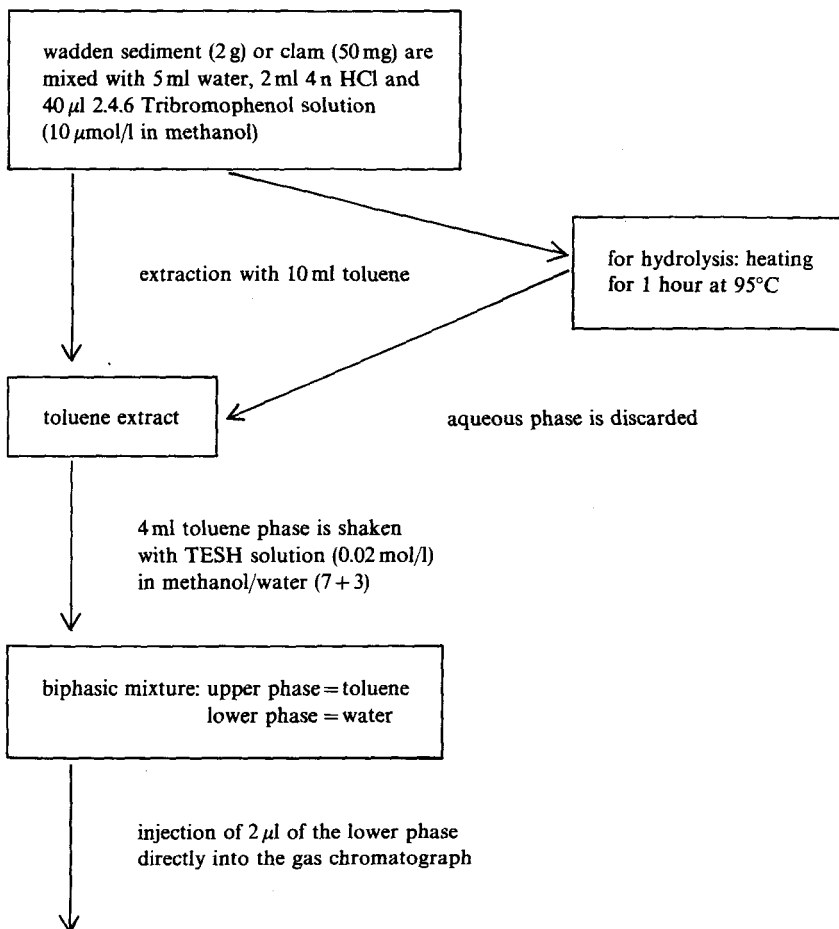 wadden sediment (2 g) or clam (50 mg) are
mixed with 5 ml water, 2 ml 4 n HCl and
40 μl 2.4.6 Tribromophenol solution
(10 μmol/l in methanol)
extraction with 10 ml toluene
for hydrolysis: heating
for 1 hour at 95°C
toluene extract
aqueous phase is discarded
4 ml toluene phase is shaken
with TESH solution (0.02 mol/l)
in methanol/water (7 + 3)
biphasic mixture: upper phase = toluene
lower phase = water
injection of 2 μl of the lower phase
directly into the gas chromatograph